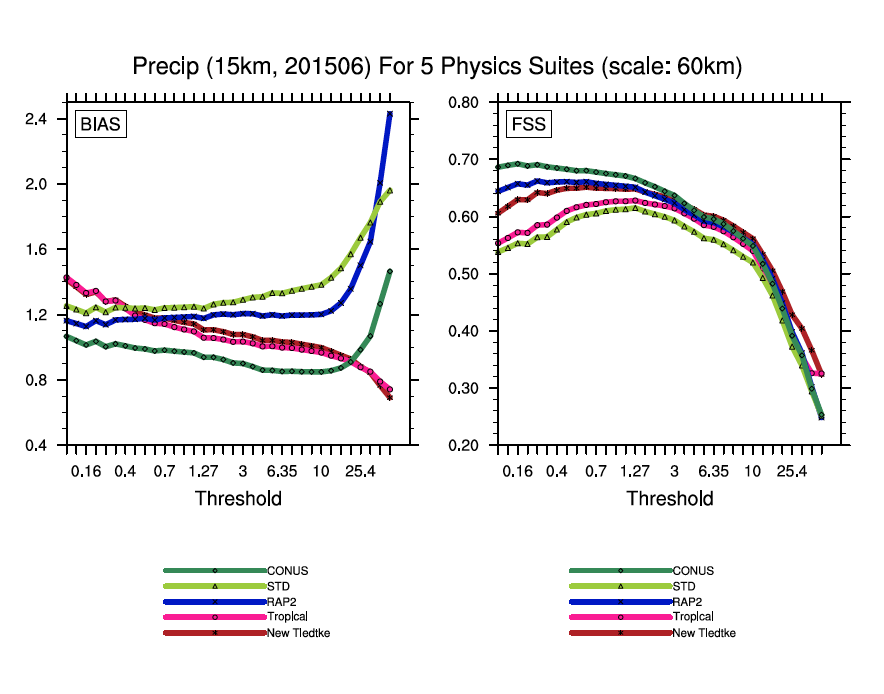 Precip (15km, 201506) For 5 Physics Suites (scale: 60km)
BIAS
2.4
2.0
1.6
1.2
0.8
0.4
0.16 0.4 0.7 1.27 3 6.35 10 25.4
Threshold
FSS
0.80
0.70
0.60
0.50
0.40
0.30
0.20
0.16 0.4 0.7 1.27 3 6.35 10 25.4
Threshold
CONUS
STD
RAP2
Tropical
New Tiedtke
CONUS
STD
RAP2
Tropical
New Tiedtke